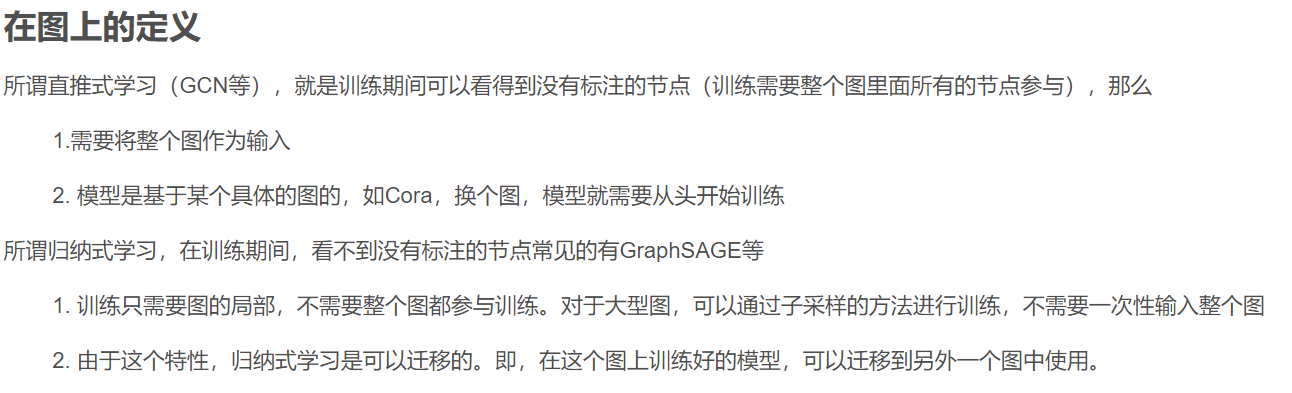 在图上的定义
所谓直推式学习（GCN等），就是训练期间可以看得到没有标注的节点（训练需要整个图里面所有的节点参与），那么
1.需要将整个图作为输入
2. 模型是基于某个具体的图的，如Cora，换个图，模型就需要从头开始训练
所谓归纳式学习，在训练期间，看不到没有标注的节点常见的有GraphSAGE等
1. 训练只需要图的局部，不需要整个图都参与训练。对于大型图，可以通过子采样的方法进行训练，不需要一次性输入整个图
2. 由于这个特性，归纳式学习是可以迁移的。即，在这个图上训练好的模型，可以迁移到另外一个图中使用。